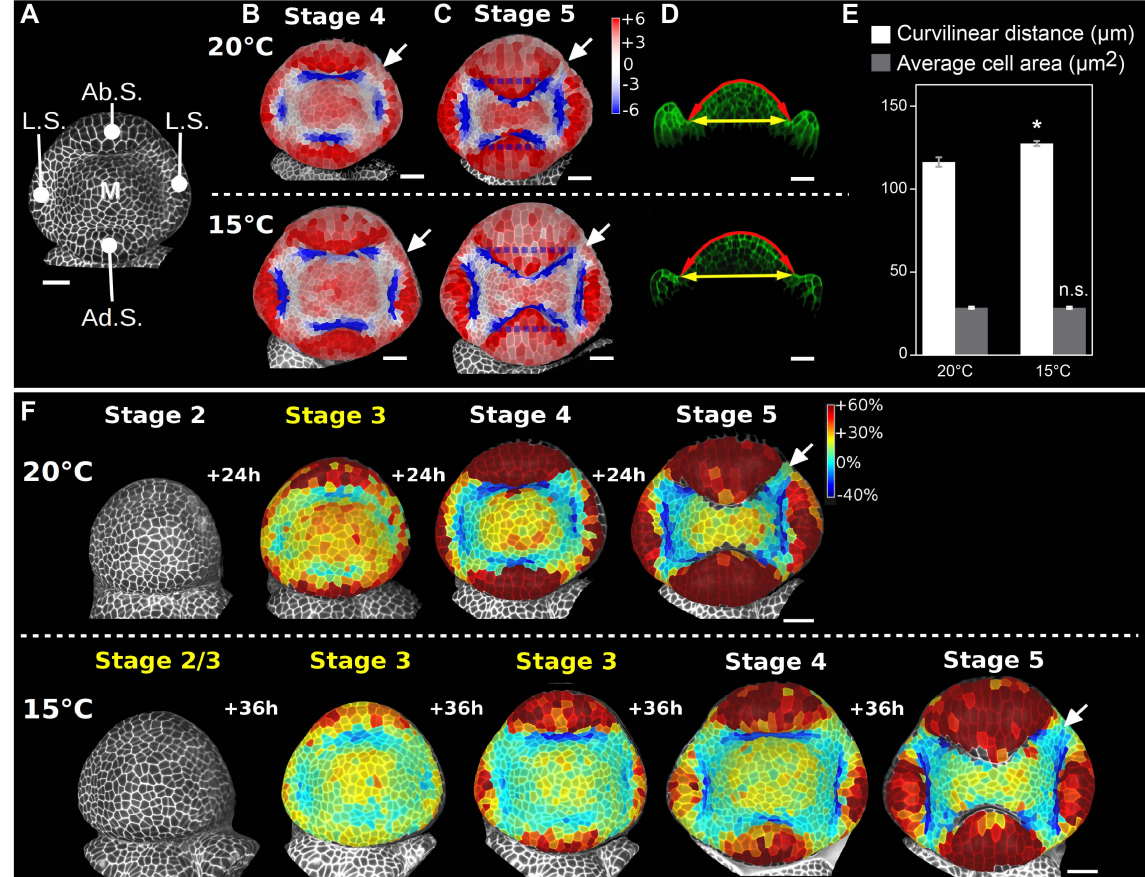 A
Ab.S.
L.S.
L.S.
M
Ad.S.
B
Stage 4
C
Stage 5
D
20°C
+6
+3
0
-3
-6
15°C
E
Curvilinear distance (µm)
Average cell area (µm²)
150
100
50
0
*
n.s.
20°C
15°C
F
Stage 2
Stage 3
Stage 4
Stage 5
20°C
+24h
+24h
+24h
+60%
+30%
0%
-40%
Stage 2/3
Stage 3
Stage 3
Stage 4
Stage 5
15°C
+36h
+36h
+36h
+36h